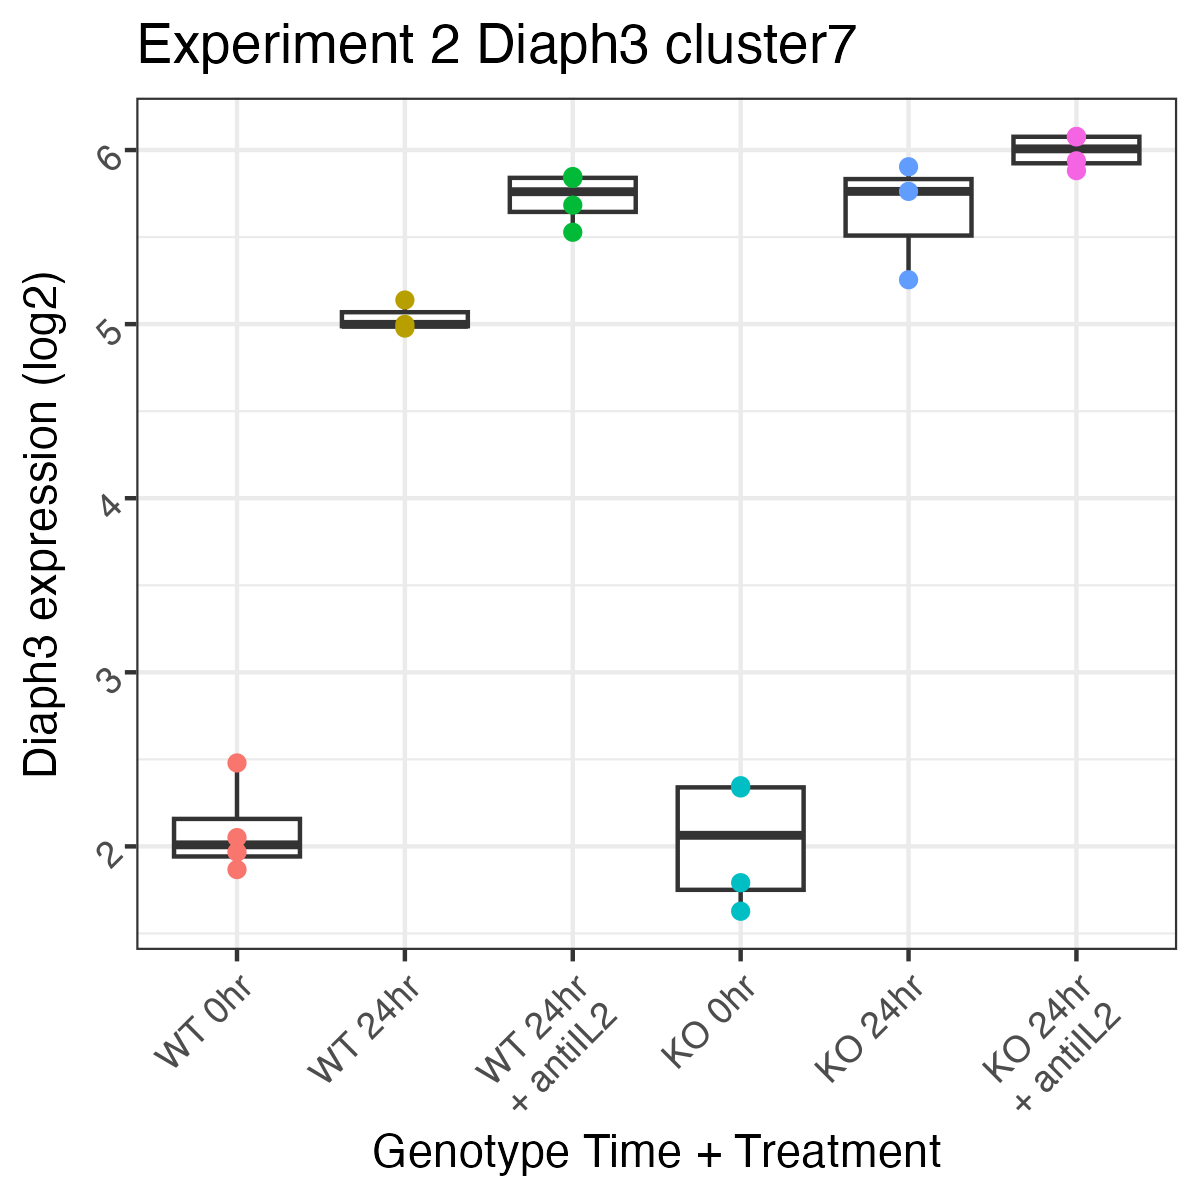 Experiment 2 Diaph3 cluster7
Diaph3 expression (log2)
6
5
4
3
2
WT 0hr
WT 24hr
WT 24hr
+ antiIL2
KO 0hr
KO 24hr
KO 24hr
+ antiIL2
Genotype Time + Treatment